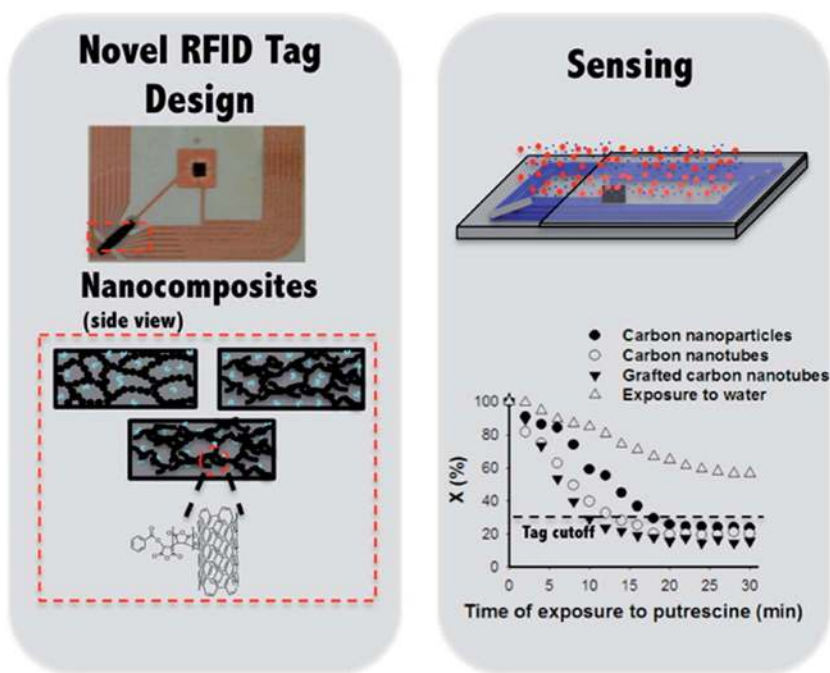 Novel RFID Tag
Design
Nanocomposites
(side view)
Sensing
Carbon nanoparticles
Carbon nanotubes
Grafted carbon nanotubes
Exposure to water
100
80
60
40
20
0
X (%)
Tag cutoff
0 5 10 15 20 25 30
Time of exposure to putrescine (min)